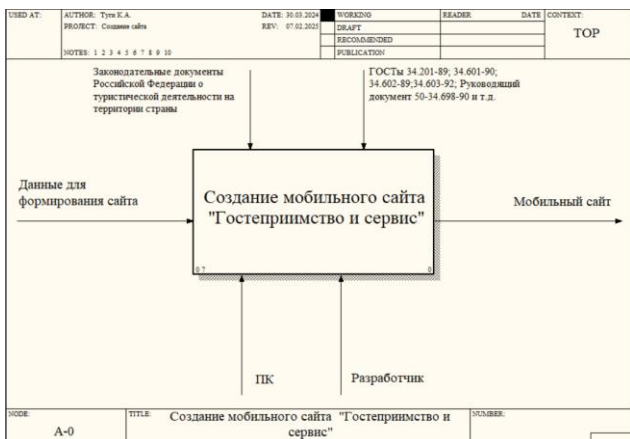 USED AT:
AUTHOR: Тути К.А.
DATE: 30.03.2024
WORKING
READER
DATE
CONTEXT:
PROJECT: Создание сайта
REV: 07.02.2025
DRAFT
TOP
RECOMMENDED
NOTES: 1 2 3 4 5 6 7 8 9 10
PUBLICATION
Законодательные документы
Российской Федерации о
туристической деятельности на
территории страны
ГОСТы 34.201-89; 34.601-90;
34.602-89;34.603-92; Руководящий
документ 50-34.698-90 и т.д.
Данные для
формирования сайта
Создание мобильного сайта
"Гостеприимство и сервис"
Мобильный сайт
0 7
0
ПК
Разработчик
NODE:
TITLE:
Создание мобильного сайта "Гостеприимство и
сервис"
NUMBER:
A-0